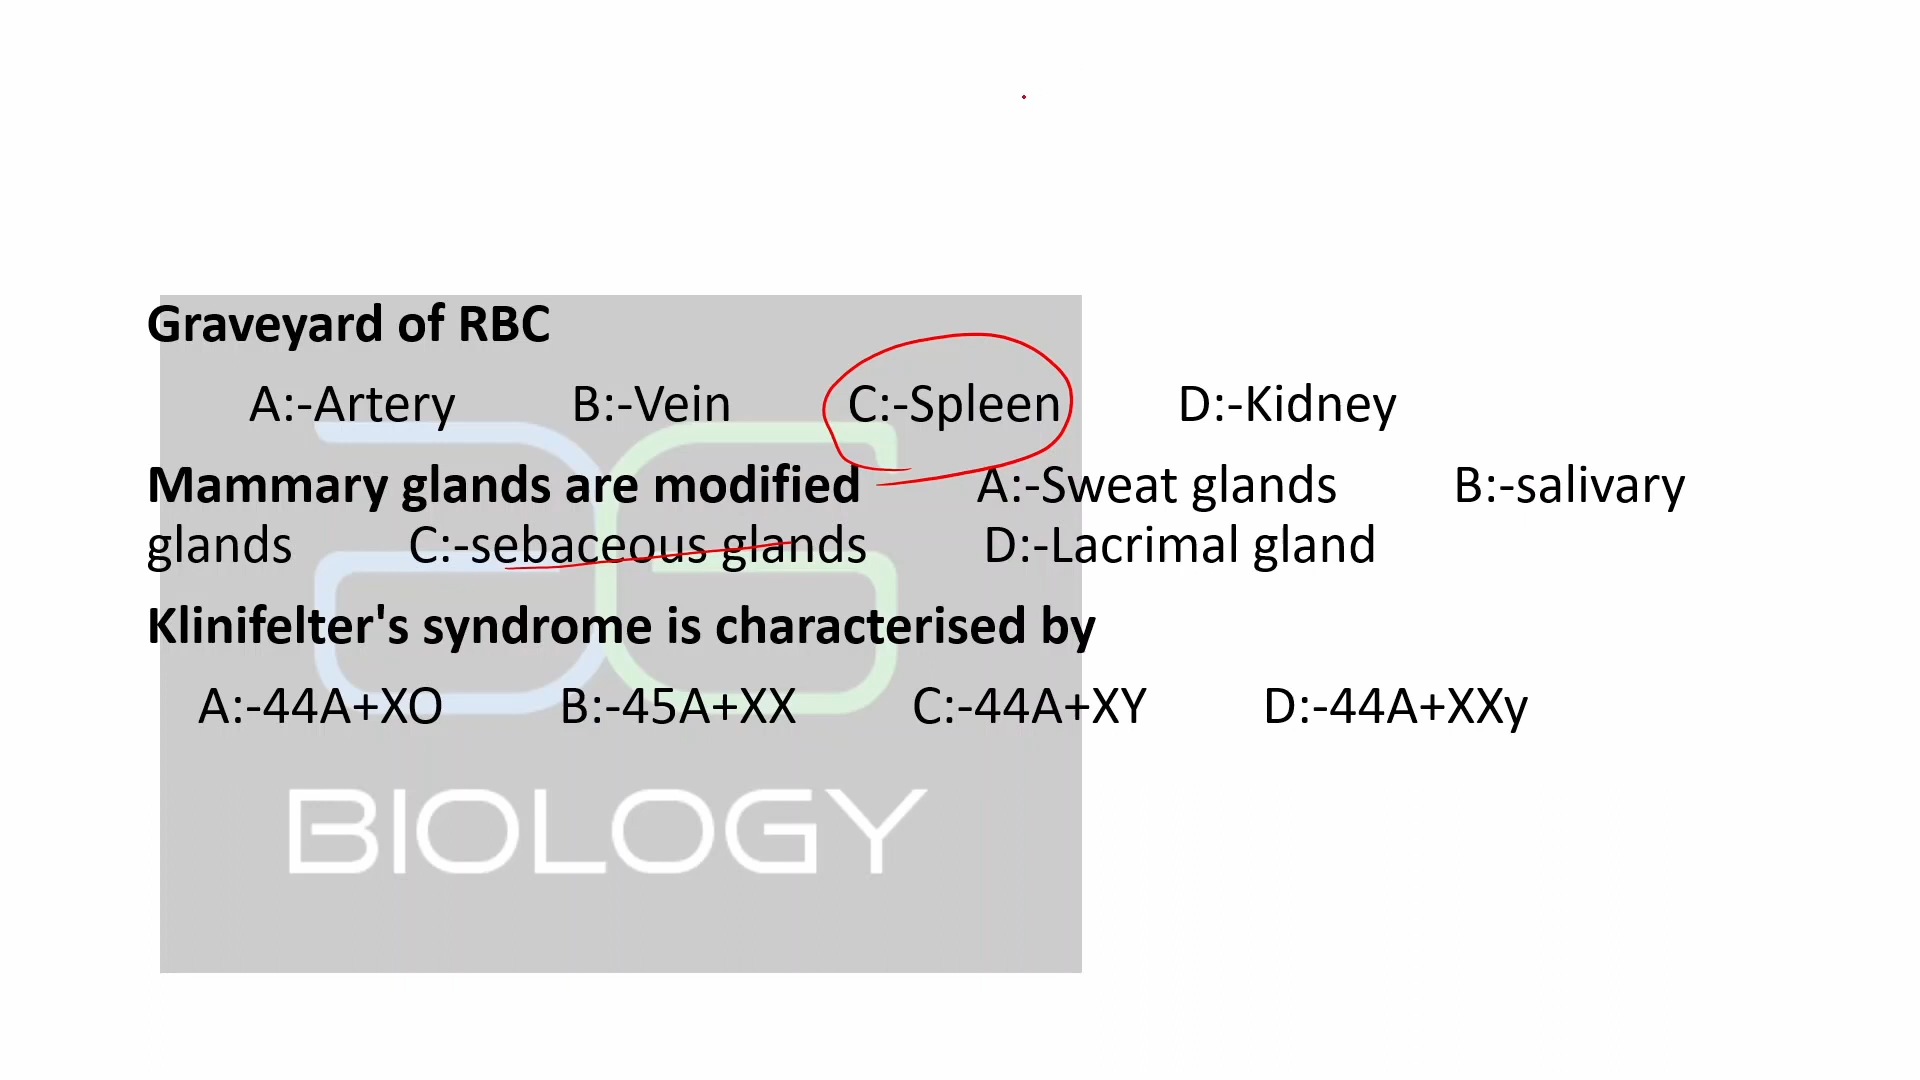 Graveyard of RBC
A:-Artery B:-Vein C:-Spleen D:-Kidney
Mammary glands are modified A:-Sweat glands B:-salivary
glands C:-sebaceous glands D:-Lacrimal gland
Klinifelter's syndrome is characterised by
A:-44A+XO B:-45A+XX C:-44A+XY D:-44A+XXy
BIOLOGY